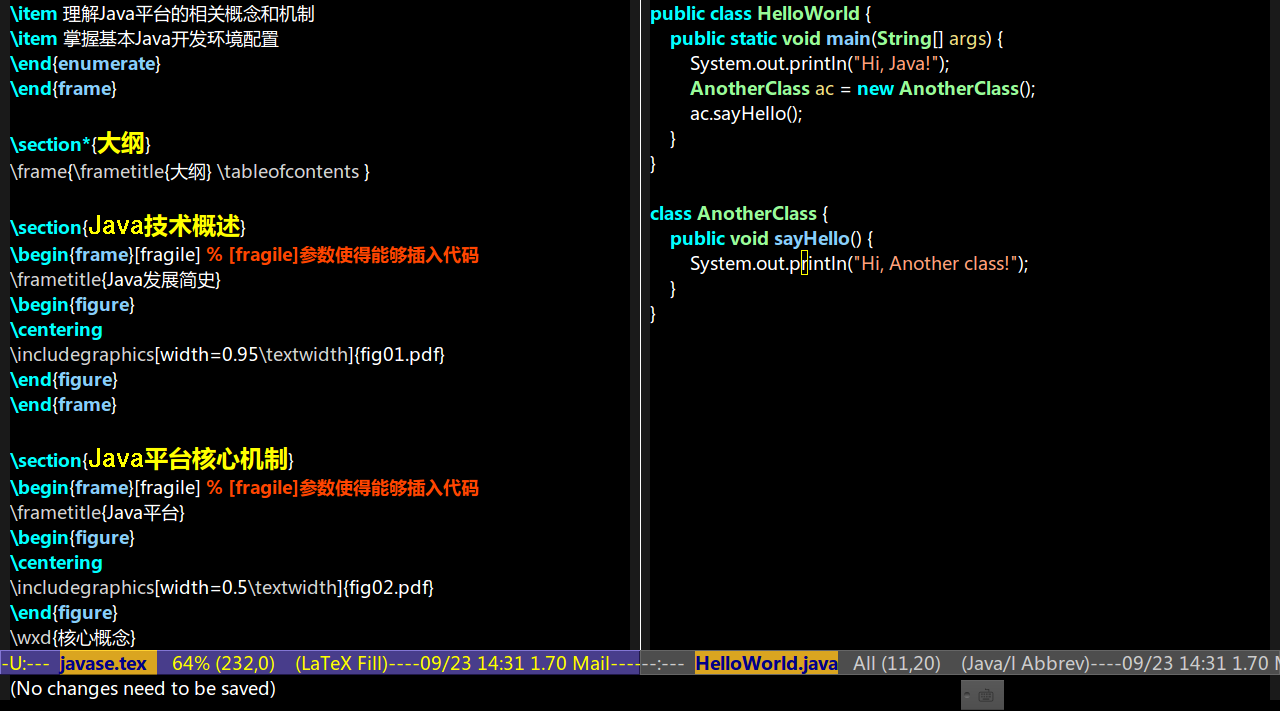 \item 理解Java平台的相关概念和机制
\item 掌握基本Java开发环境配置
\end{enumerate}
\end{frame}
\section*{大纲}
\frame{\frametitle{大纲} \tableofcontents }
\section{Java技术概述}
\begin{frame}[fragile] % [fragile]参数使得能够插入代码
\frametitle{Java发展简史}
\begin{figure}
\centering
\includegraphics[width=0.95\textwidth]{fig01.pdf}
\end{figure}
\end{frame}
\section{Java平台核心机制}
\begin{frame}[fragile] % [fragile]参数使得能够插入代码
\frametitle{Java平台}
\begin{figure}
\centering
\includegraphics[width=0.5\textwidth]{fig02.pdf}
\end{figure}
\wxd{核心概念}
-U:--- javase.tex 64% (232,0) (LaTeX Fill)----09/23 14:31 1.70 Mail----
public class HelloWorld {
public static void main(String[] args) {
System.out.println("Hi, Java!");
AnotherClass ac = new AnotherClass();
ac.sayHello();
}
}
class AnotherClass {
public void sayHello() {
System.out.println("Hi, Another class!");
}
}
--:--- HelloWorld.java All (11,20) (Java/l Abbrev)----09/23 14:31 1.70 M
(No changes need to be saved)